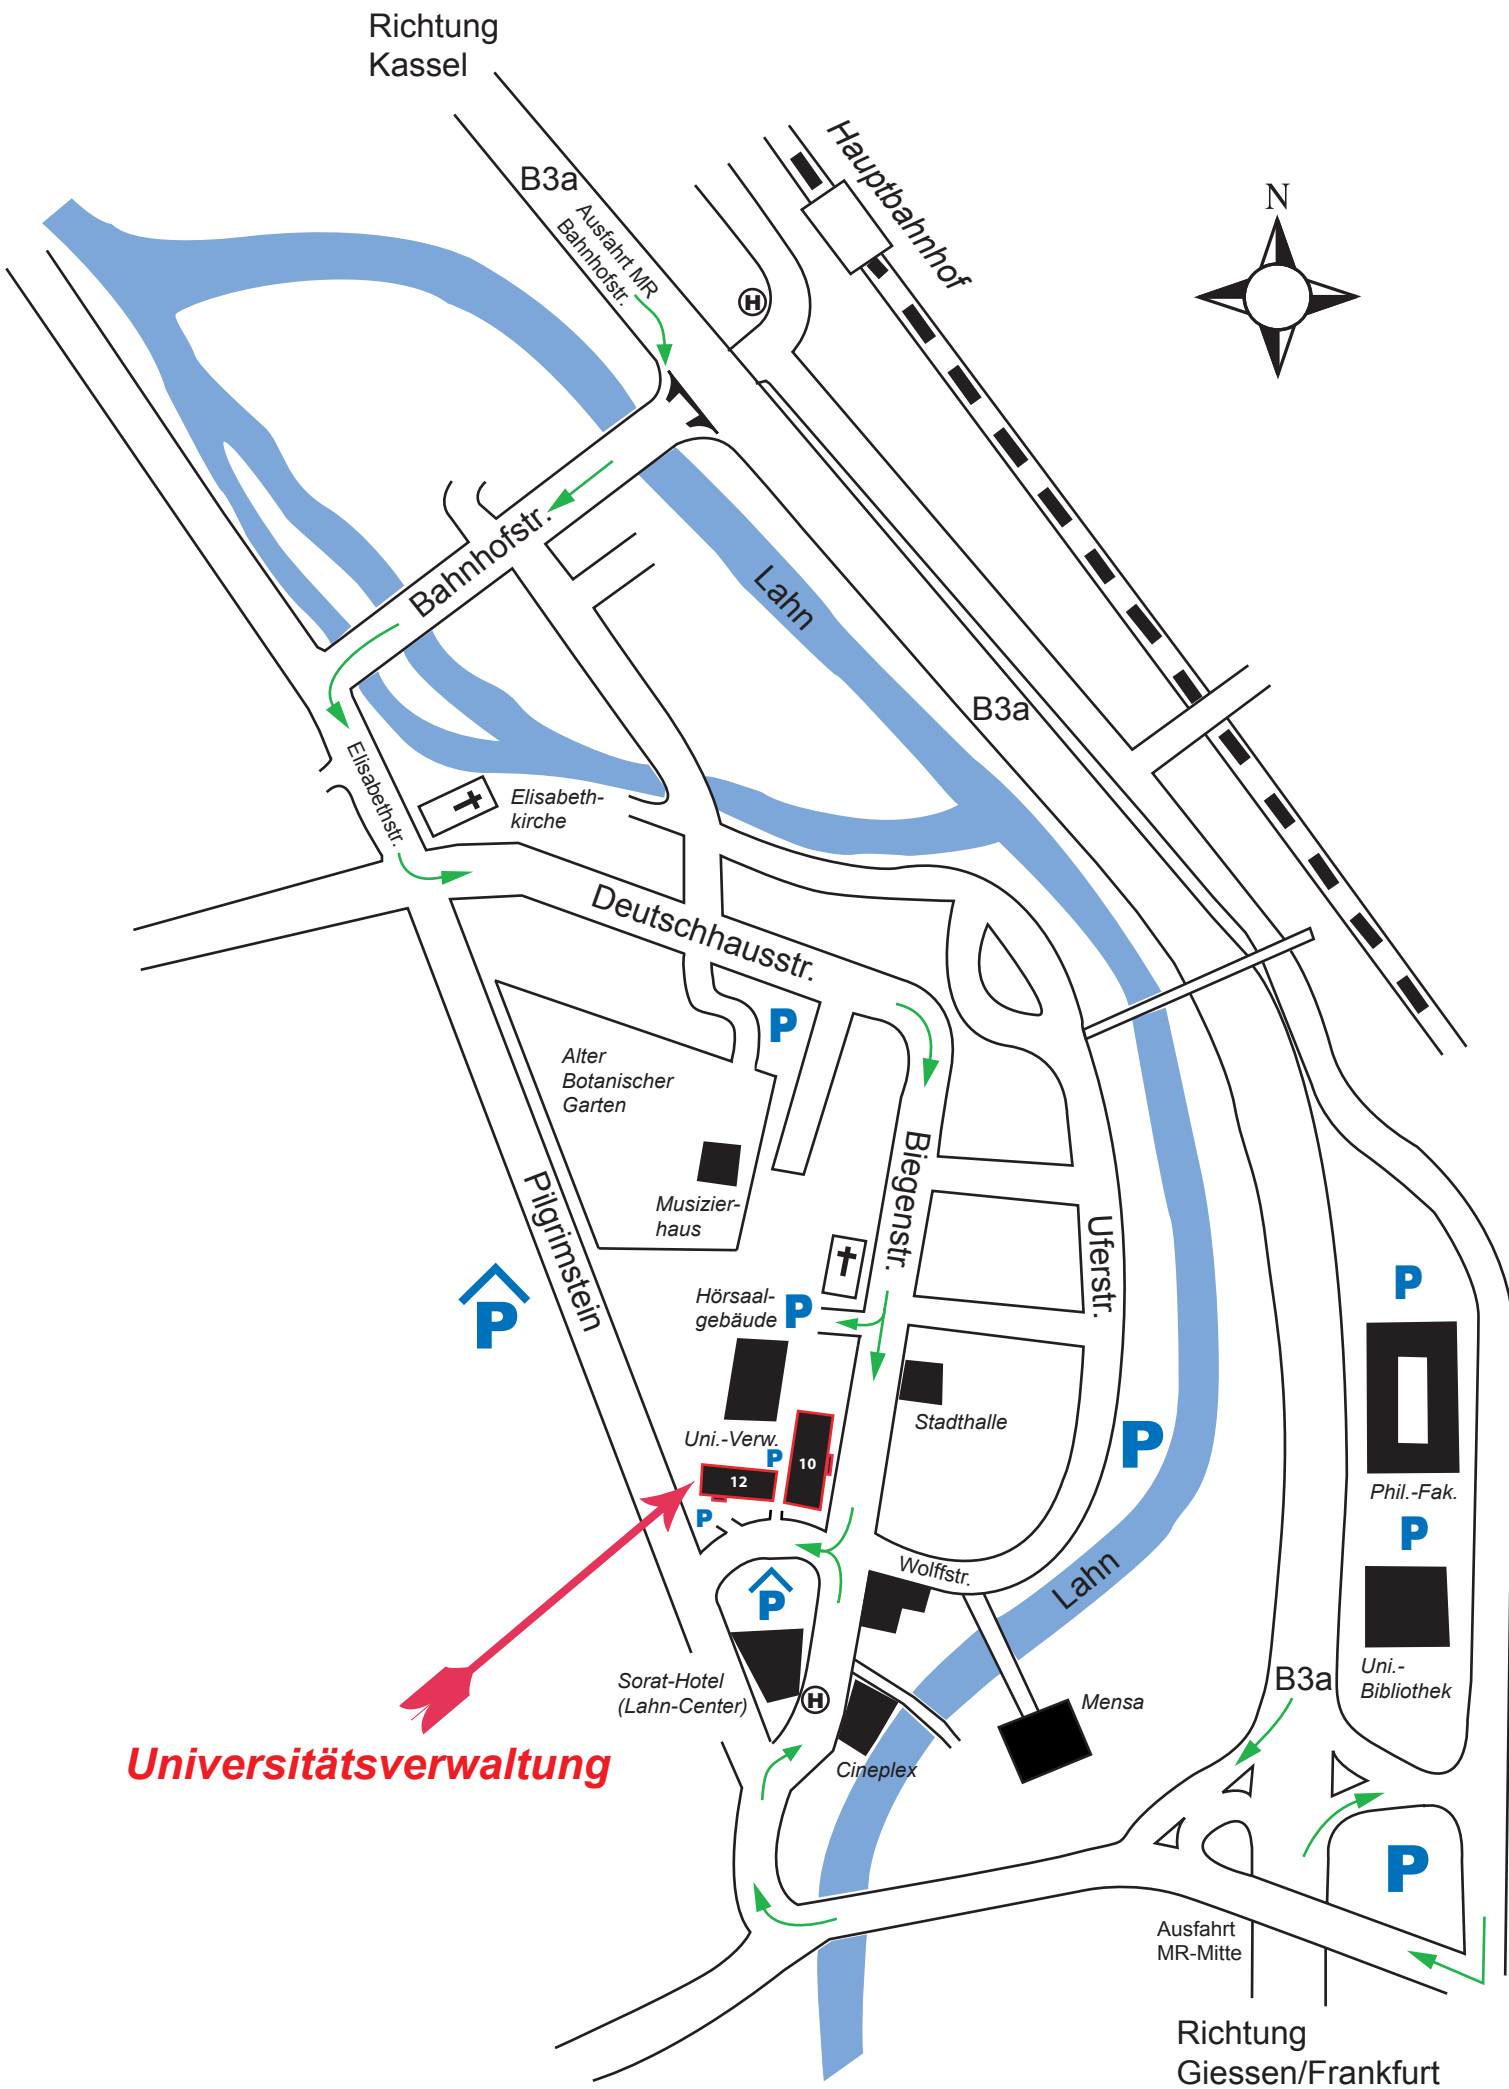 Richtung
Kassel
B3a
Ausfahrt MR
Bahnhofstr.
Hauptbahnhof
N
H
Bahnhofstr.
Lahn
B3a
Elisabethstr.
Elisabeth-
kirche
Deutschhausstr.
P
Alter
Botanischer
Garten
Biegenstr.
Musizier-
haus
Pilgrimstein
Uferstr.
P
P
Hörsaal-
gebäude
P
Stadthalle
P
Uni.-Verw.
P
10
12
P
Phil.-Fak.
P
Wolffstr.
Lahn
P
Sorat-Hotel
(Lahn-Center)
H
Mensa
B3a
Uni.-
Bibliothek
Universitätsverwaltung
Cineplex
P
Ausfahrt
MR-Mitte
Richtung
Giessen/Frankfurt